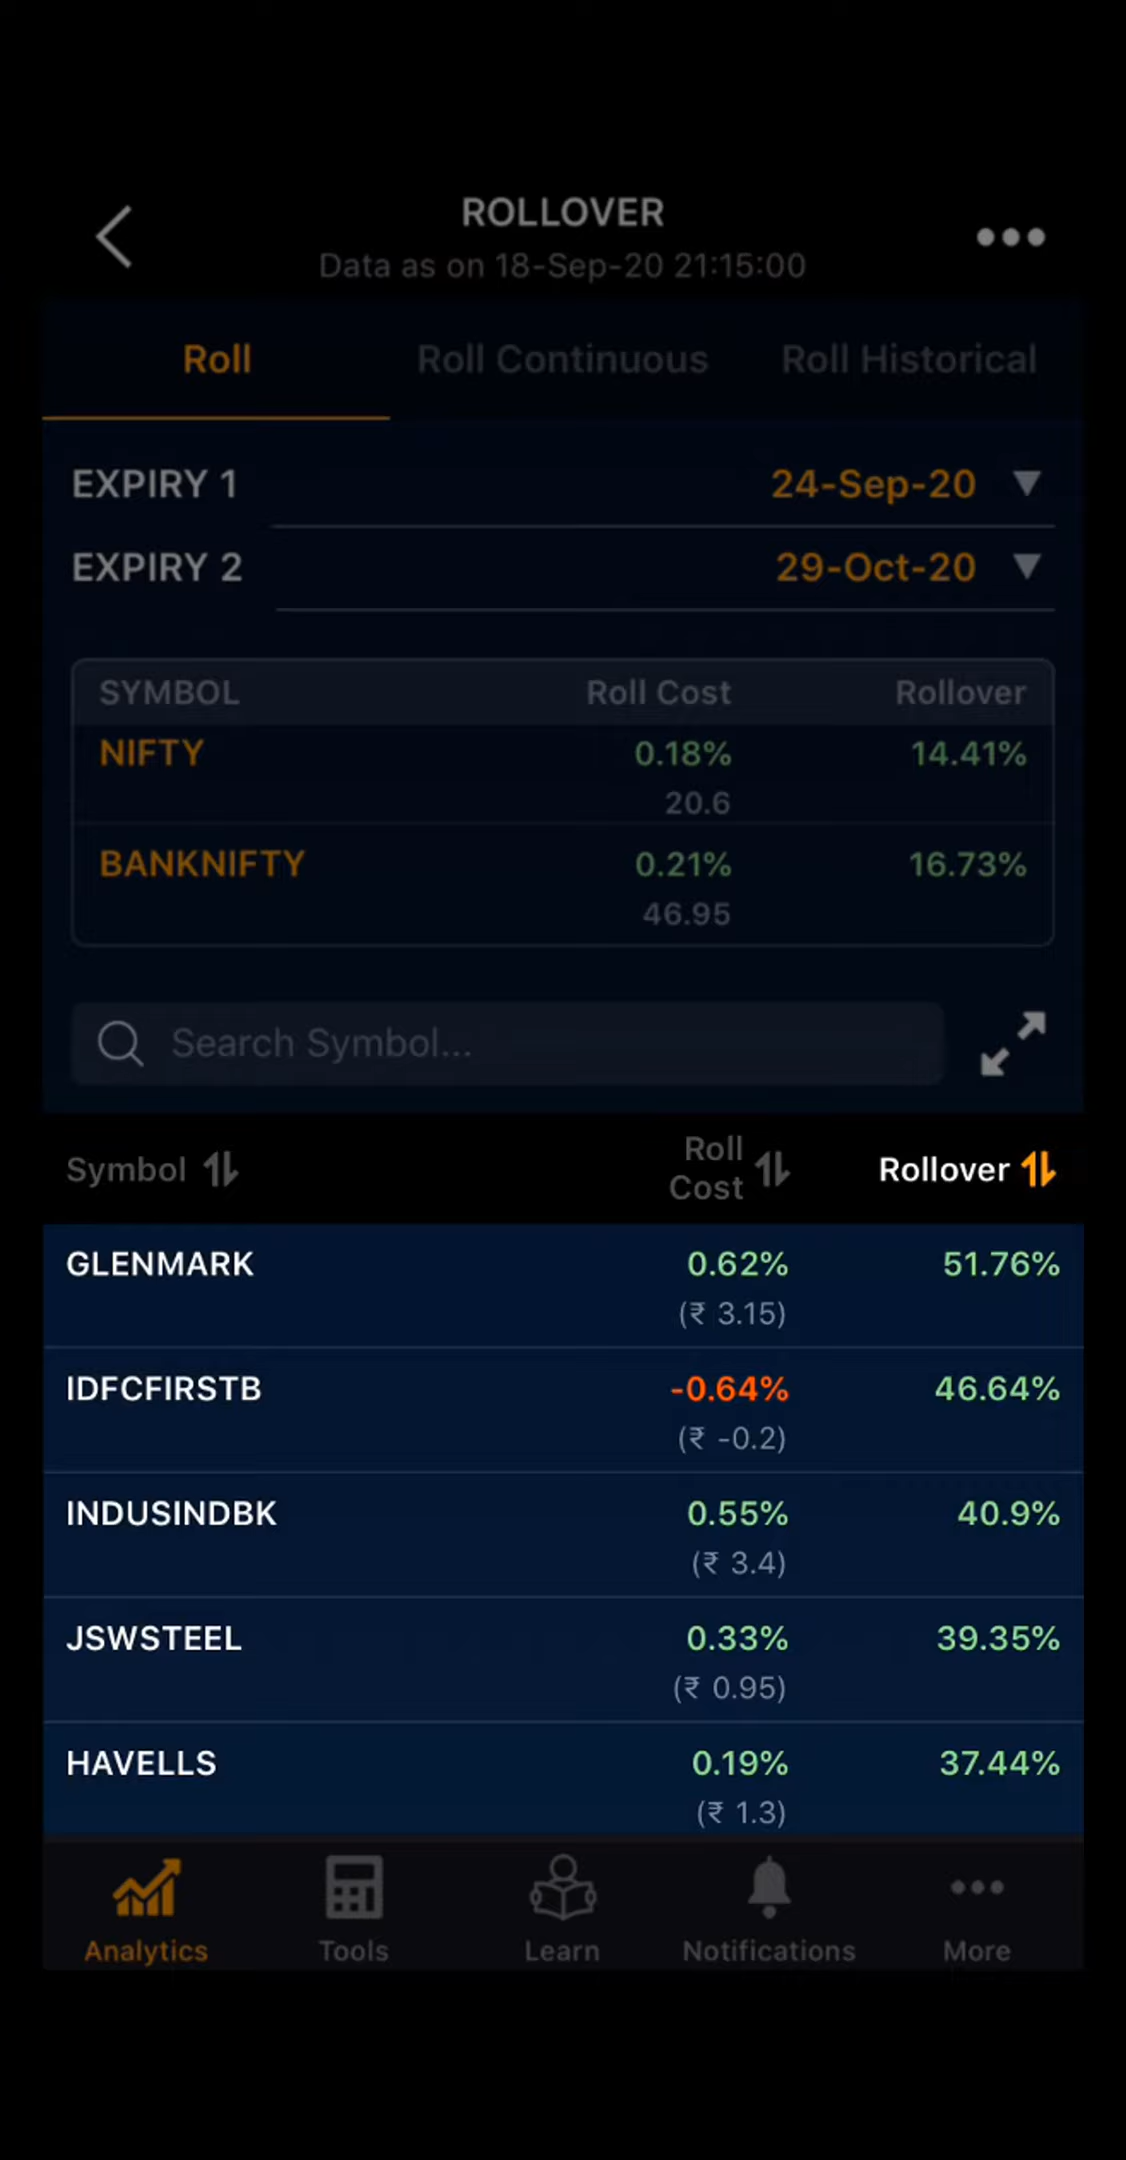 ROLLOVER
Data as on 18-Sep-20 21:15:00
Roll Roll Continuous Roll Historical
EXPIRY 1 24-Sep-20
EXPIRY 2 29-Oct-20
SYMBOL Roll Cost Rollover
NIFTY 0.18% 14.41%
20.6
BANKNIFTY 0.21% 16.73%
46.95
Search Symbol...
Symbol Roll Cost Rollover
GLENMARK 0.62% 51.76%
(₹ 3.15)
IDFCFIRSTB -0.64% 46.64%
(₹ -0.2)
INDUSINDBK 0.55% 40.9%
(₹ 3.4)
JSWSTEEL 0.33% 39.35%
(₹ 0.95)
HAVELLS 0.19% 37.44%
(₹ 1.3)
Analytics Tools Learn Notifications More